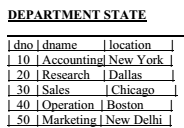 DEPARTMENT STATE
| dno | dname | location |
| 10 | Accounting| New York |
| 20 | Research | Dallas |
| 30 | Sales | Chicago |
| 40 | Operation | Boston |
| 50 | Marketing | New Delhi |